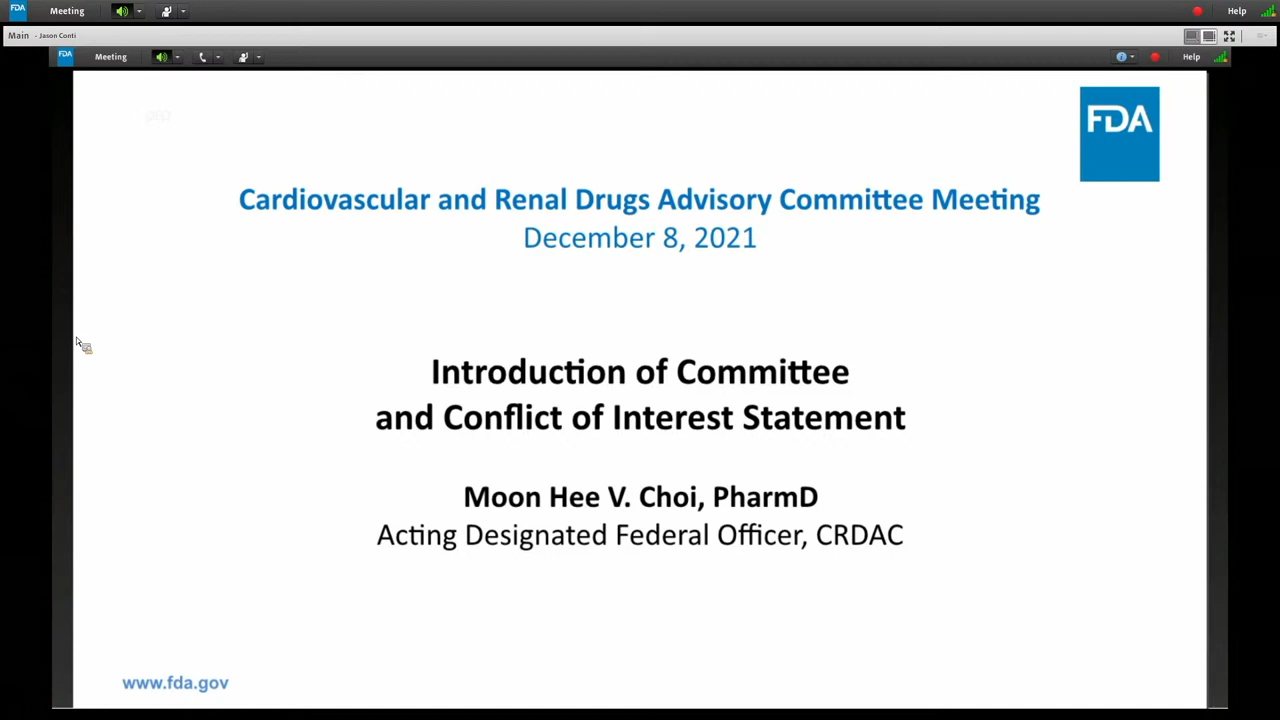 Meeting
Help
Main - Jason Conti
FDA
Meeting
Help
FDA
Cardiovascular and Renal Drugs Advisory Committee Meeting
December 8, 2021
Introduction of Committee
and Conflict of Interest Statement
Moon Hee V. Choi, PharmD
Acting Designated Federal Officer, CRDAC
www.fda.gov